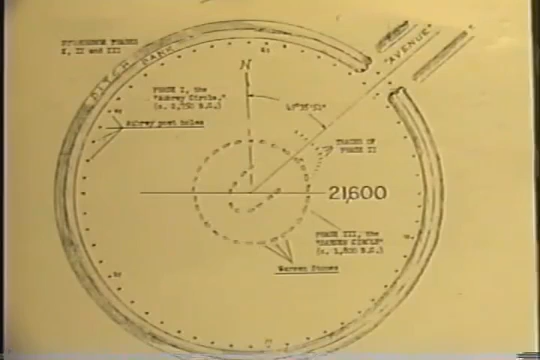 STONEHENGE PHASES
I, II and III
DITCH BANK
"AVENUE"
N
PHASE I, the
"Aubrey Circle,"
Aubrey post holes
TRACES OF
PHASE II
21,600
PHASE III, the
"SARSEN CIRCLE"
Sarsen Stones